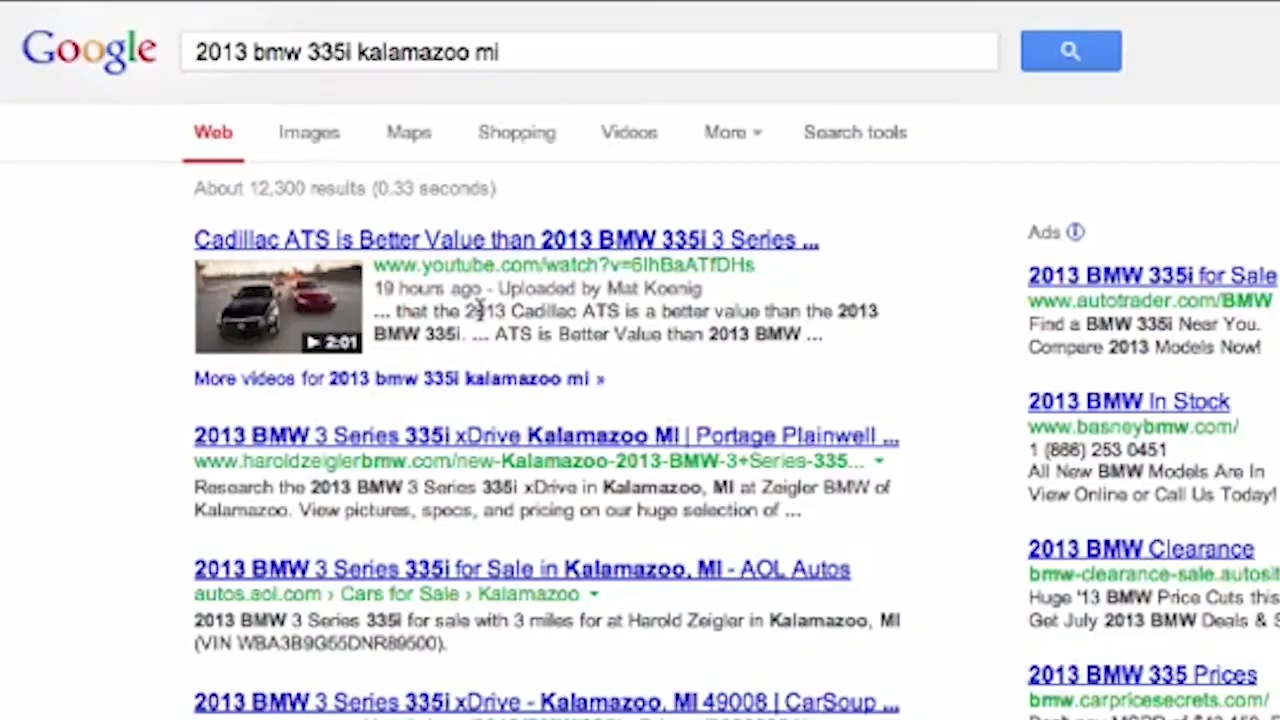 Google
2013 bmw 335i kalamazoo mi
Web Images Maps Shopping Videos More Search tools
About 12,300 results (0.33 seconds)
Cadillac ATS is Better Value than 2013 BMW 335i 3 Series ...
www.youtube.com/watch?v=6IhBaATfDHs
19 hours ago - Uploaded by Mat Koenig
... that the 2013 Cadillac ATS is a better value than the 2013
BMW 335i. ... ATS is Better Value than 2013 BMW ...
2:01
More videos for 2013 bmw 335i kalamazoo mi »
2013 BMW 3 Series 335i xDrive Kalamazoo MI | Portage Plainwell ...
www.haroldzeiglerbmw.com/new-Kalamazoo-2013-BMW-3+Series-335...
Research the 2013 BMW 3 Series 335i xDrive in Kalamazoo, MI at Zeigler BMW of
Kalamazoo. View pictures, specs, and pricing on our huge selection of ...
2013 BMW 3 Series 335i for Sale in Kalamazoo, MI - AOL Autos
autos.aol.com › Cars for Sale › Kalamazoo
2013 BMW 3 Series 335i for sale with 3 miles for at Harold Zeigler in Kalamazoo, MI
(VIN WBA3B9G55DNR89500).
2013 BMW 3 Series 335i xDrive - Kalamazoo, MI 49008 | CarSoup ...
Ads
2013 BMW 335i for Sale
www.autotrader.com/BMW
Find a BMW 335i Near You.
Compare 2013 Models Now!
2013 BMW In Stock
www.basneybmw.com/
1 (866) 253 0451
All New BMW Models Are In
View Online or Call Us Today!
2013 BMW Clearance
bmw-clearance-sale.autosit
Huge '13 BMW Price Cuts this
Get July 2013 BMW Deals & S
2013 BMW 335 Prices
bmw.carpricesecrets.com/